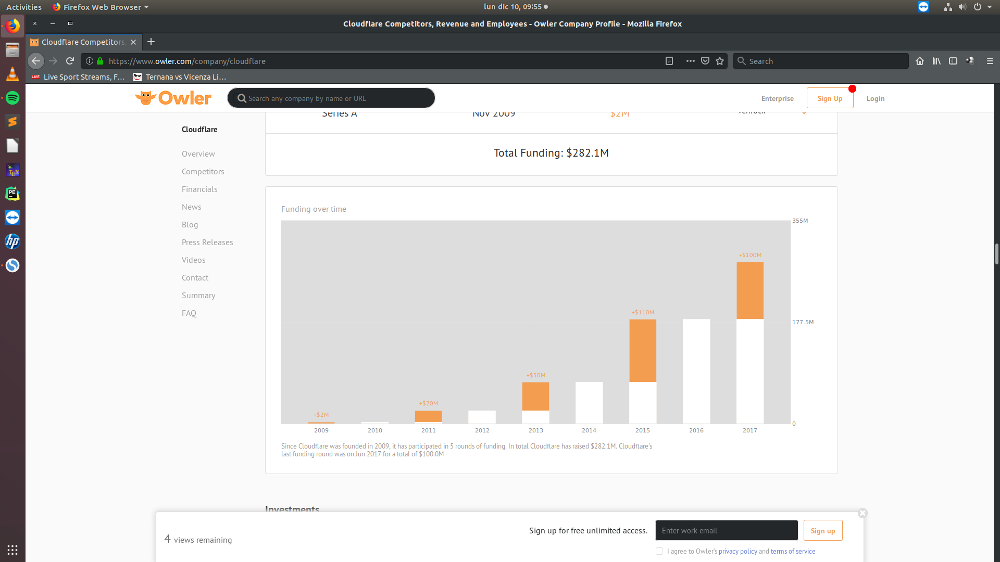 Activities
Firefox Web Browser
lun dic 10, 09:55
Cloudflare Competitors, Revenue and Employees - Owler Company Profile - Mozilla Firefox
Cloudflare Competitors,
https://www.owler.com/company/cloudflare
Search
LIVE Live Sport Streams, F...
Ternana vs Vicenza Li...
Owler
Search any company by name or URL
Enterprise
Sign Up
Login
Series A
Nov 2009
$2M
Venrock
Total Funding: $282.1M
Cloudflare
Overview
Competitors
Financials
News
Blog
Press Releases
Videos
Contact
Summary
FAQ
Funding over time
355M
+$100M
+$110M
177.5M
+$50M
+$20M
+$2M
0
2009
2010
2011
2012
2013
2014
2015
2016
2017
Since Cloudflare was founded in 2009, it has participated in 5 rounds of funding. In total Cloudflare has raised $282.1M. Cloudflare's
last funding round was on Jun 2017 for a total of $100.0M
Investments
4 views remaining
Sign up for free unlimited access.
Enter work email
Sign up
I agree to Owler's privacy policy and terms of service
TEX
PE
hp